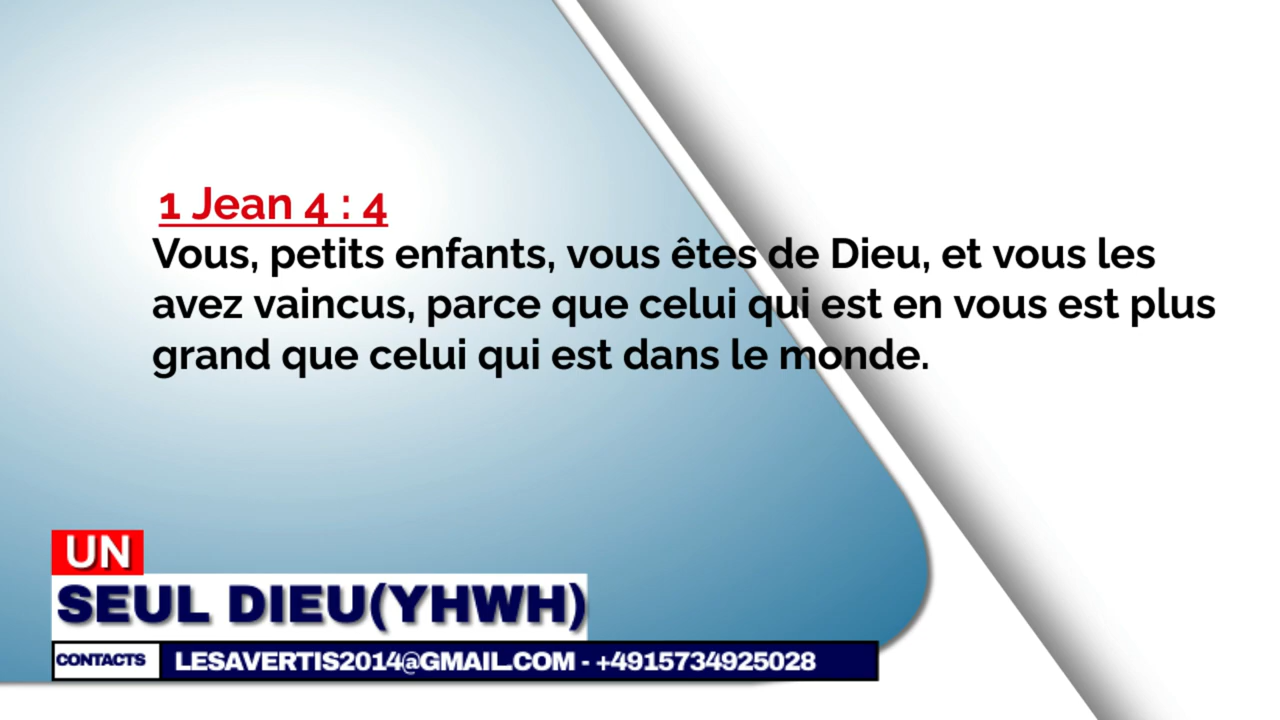 1 Jean 4 : 4
Vous, petits enfants, vous êtes de Dieu, et vous les
avez vaincus, parce que celui qui est en vous est plus
grand que celui qui est dans le monde.
UN
SEUL DIEU(YHWH)
CONTACTS LESAVERTIS2014@GMAIL.COM - +4915734925028